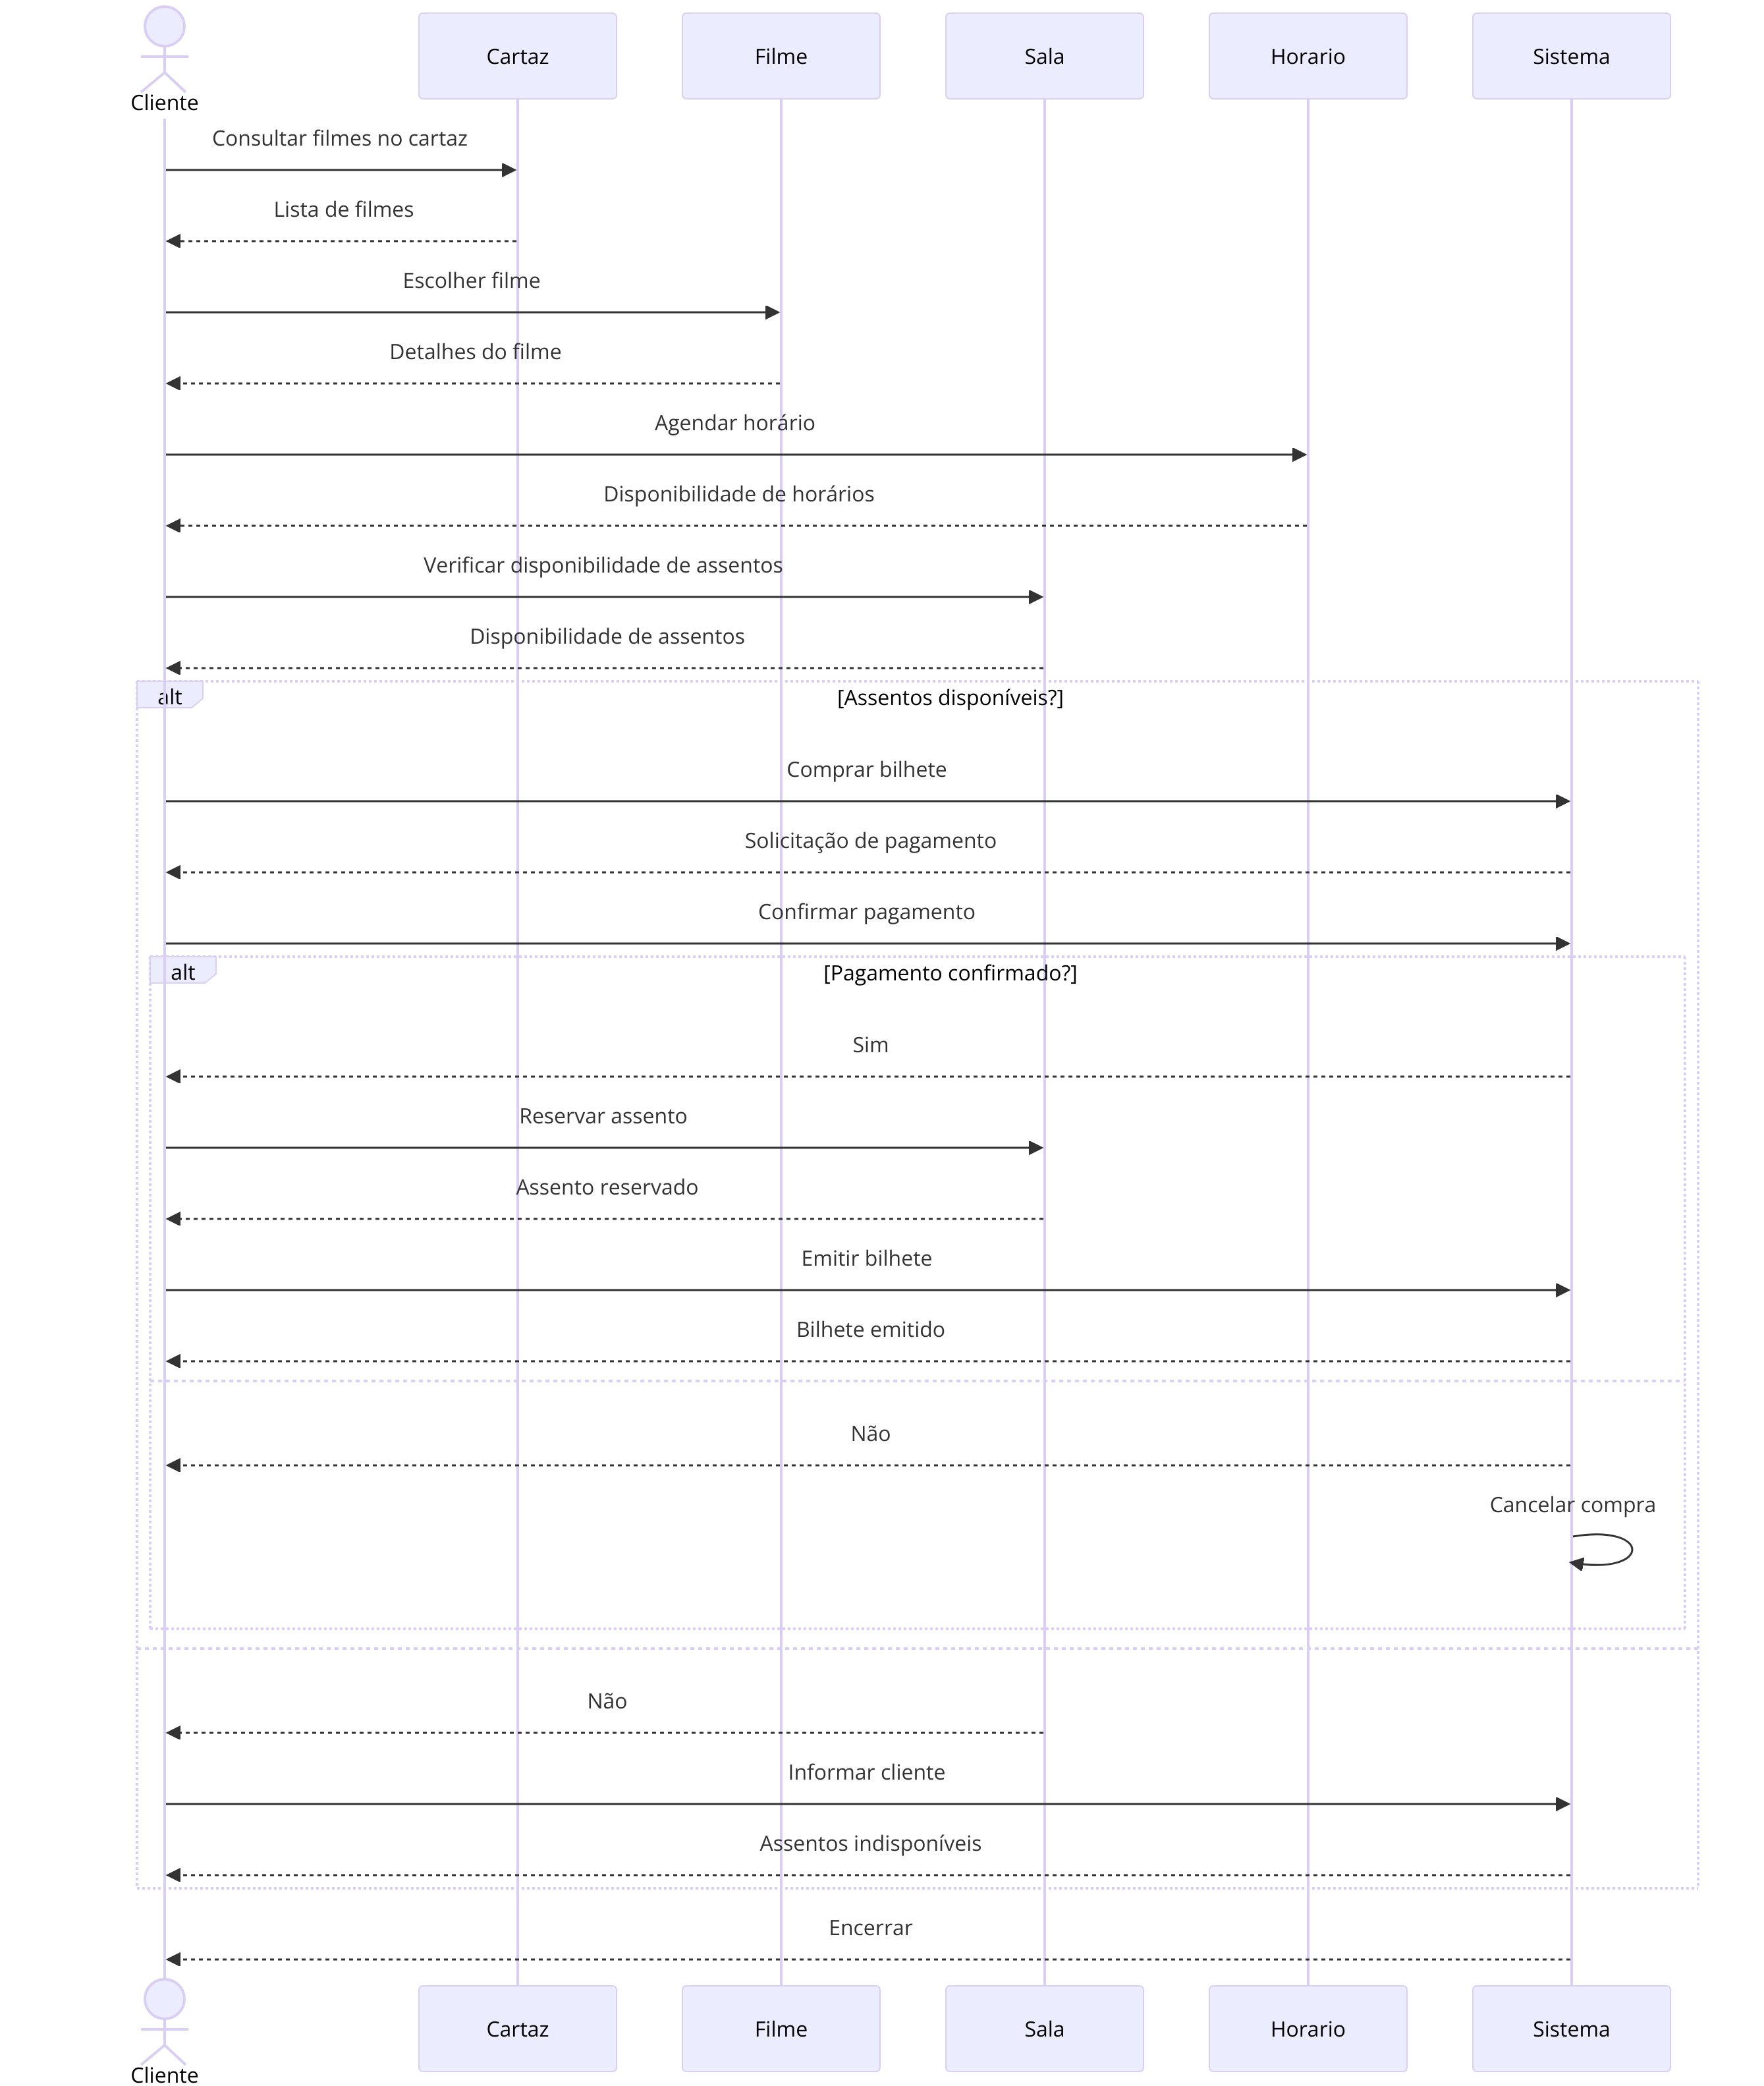 Cartaz
Filme
Sala
Horario
Sistema
Cliente
Consultar filmes no cartaz
Lista de filmes
Escolher filme
Detalhes do filme
Agendar horário
Disponibilidade de horários
Verificar disponibilidade de assentos
Disponibilidade de assentos
alt
[Assentos disponíveis?]
Comprar bilhete
Solicitação de pagamento
Confirmar pagamento
alt
[Pagamento confirmado?]
Sim
Reservar assento
Assento reservado
Emitir bilhete
Bilhete emitido
Não
Cancelar compra
Não
Informar cliente
Assentos indisponíveis
Encerrar
Cartaz
Filme
Sala
Horario
Sistema
Cliente